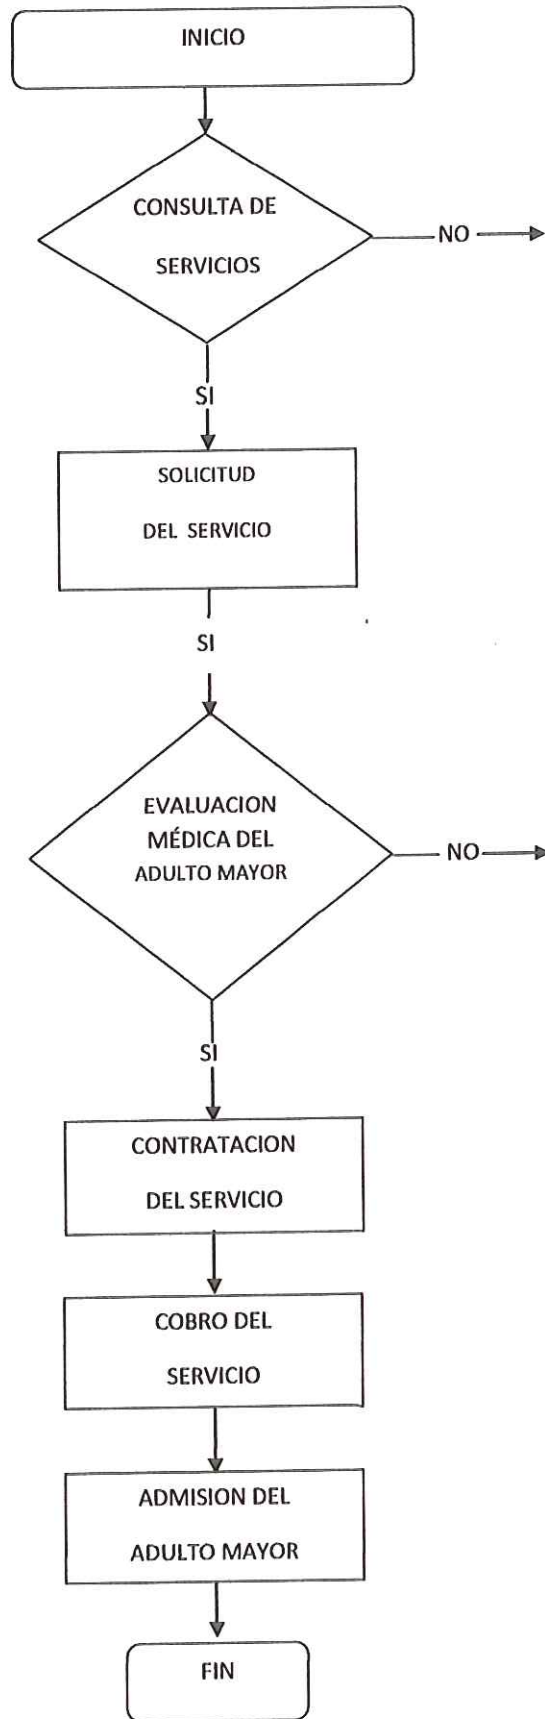 INICIO
CONSULTA DE
SERVICIOS
NO
SI
SOLICITUD
DEL SERVICIO
SI
EVALUACION
MÉDICA DEL
ADULTO MAYOR
NO
SI
CONTRATACION
DEL SERVICIO
COBRO DEL
SERVICIO
ADMISION DEL
ADULTO MAYOR
FIN